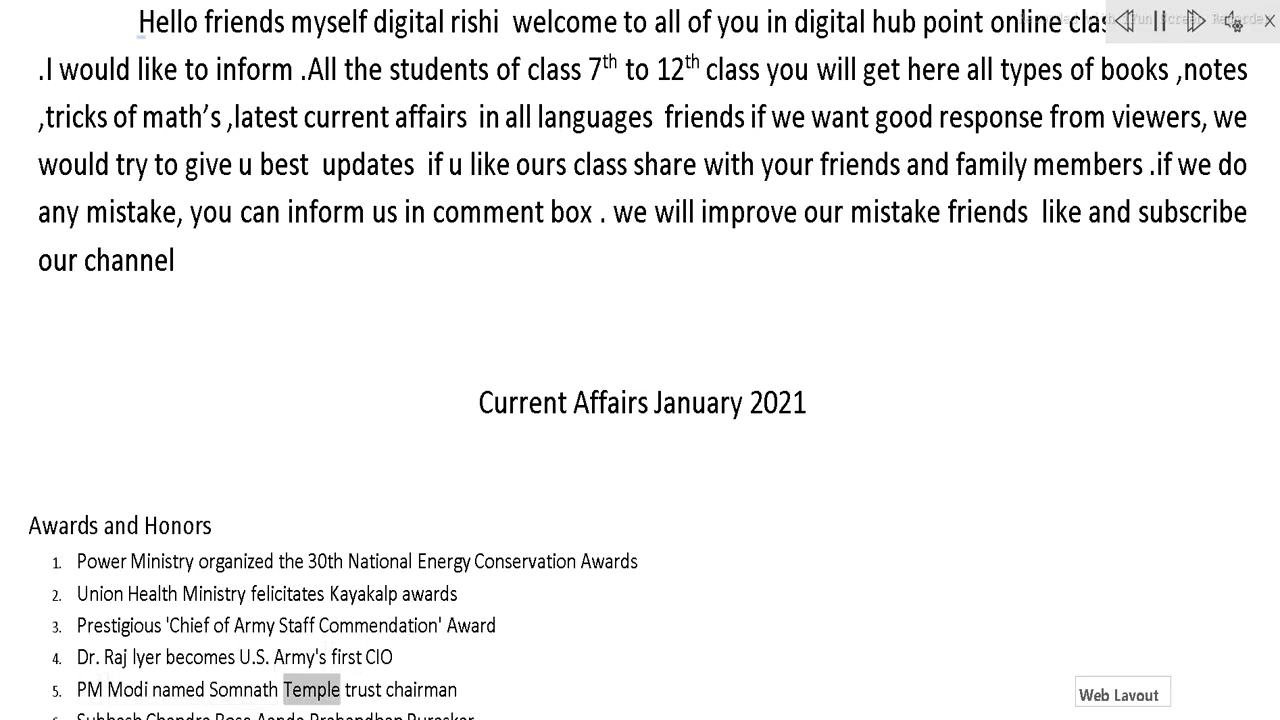 Hello friends myself digital rishi welcome to all of you in digital hub point online
.I would like to inform .All the students of class 7th to 12th class you will get here all types of books ,notes
,tricks of math’s ,latest current affairs in all languages friends if we want good response from viewers, we
would try to give u best updates if u like ours class share with your friends and family members .if we do
any mistake, you can inform us in comment box . we will improve our mistake friends like and subscribe
our channel
Current Affairs January 2021
Awards and Honors
1. Power Ministry organized the 30th National Energy Conservation Awards
2. Union Health Ministry felicitates Kayakalp awards
3. Prestigious 'Chief of Army Staff Commendation' Award
4. Dr. Raj Iyer becomes U.S. Army's first CIO
5. PM Modi named Somnath Temple trust chairman
6. Subhash Chandra Bose Aapda Prabandhan Puraskar
Web Layout